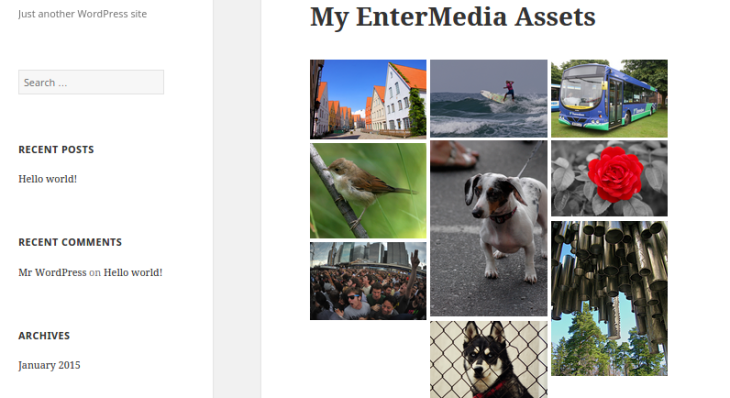 Just another WordPress site
My EnterMedia Assets
Search ...
RECENT POSTS
Hello world!
RECENT COMMENTS
Mr WordPress on Hello world!
ARCHIVES
January 2015